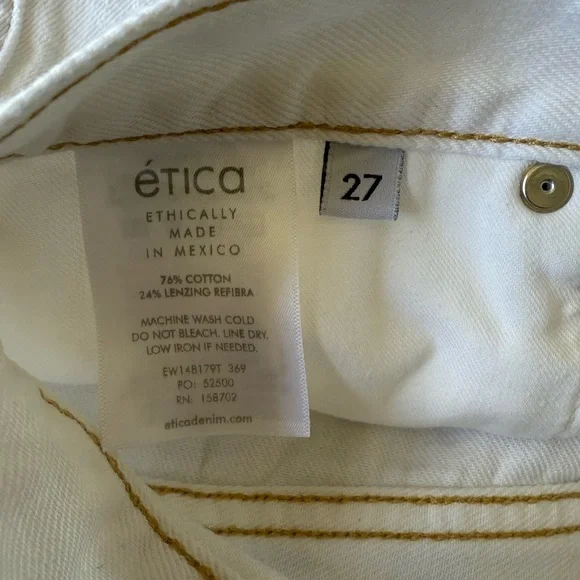 éTICA
ETHICALLY
MADE
IN MEXICO
76% COTTON
24% LENZING REFIBRA
MACHINE WASH COLD
DO NOT BLEACH. LINE DRY.
LOW IRON IF NEEDED.
EW14B179T 369
PO: 52500
RN: 158702
eticadenim.com
27